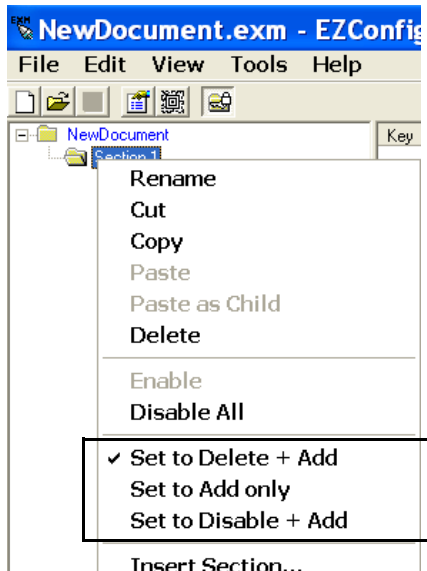 NewDocument.exm - EZConfig
File Edit View Tools Help
NewDocument
Key
Section 1
Rename
Cut
Copy
Paste
Paste as Child
Delete
Enable
Disable All
✓ Set to Delete + Add
Set to Add only
Set to Disable + Add
Insert Section...